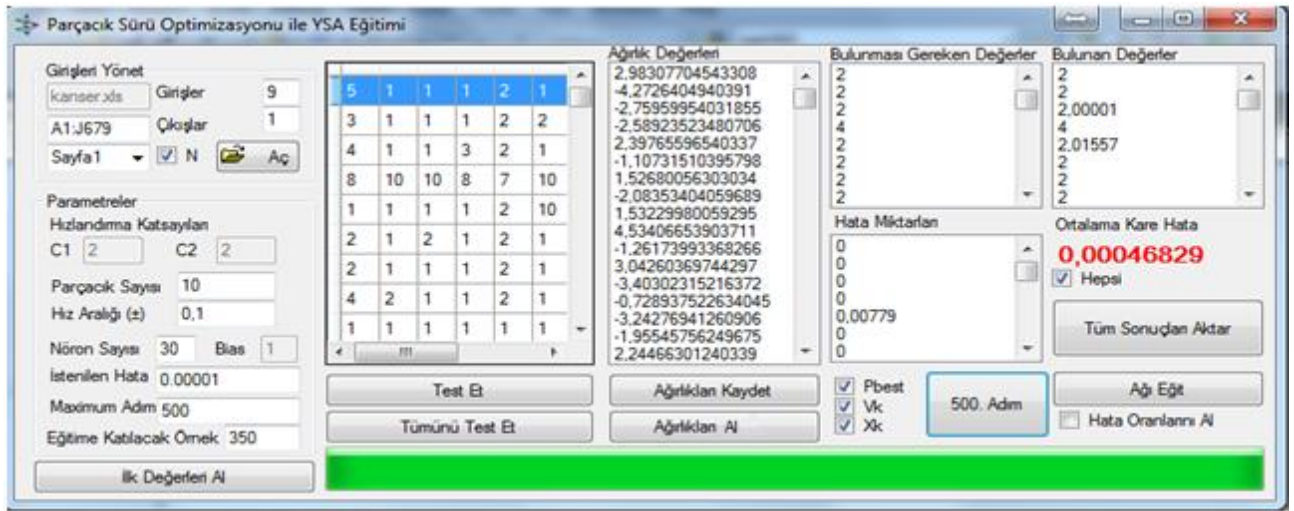 Parçacık Sürü Optimizasyonu ile YSA Eğitimi
Girişleri Yönet
kanser.xls Girişler 9
A1:J679 Çıkışlar 1
Sayfa1 N Aç
Parametreler
Hızlandırma Katsayıları
C1 2 C2 2
Parçacık Sayısı 10
Hız Aralığı (±) 0,1
Nöron Sayısı 30 Bias 1
İstenilen Hata 0.00001
Maximum Adım 500
Eğitime Katılacak Örnek 350
İlk Değerleri Al
5 1 1 1 2 1
3 1 1 1 2 2
4 1 1 3 2 1
8 10 10 8 7 10
1 1 1 1 2 10
2 1 2 1 2 1
2 1 1 1 2 1
4 2 1 1 2 1
1 1 1 1 1 1
Test Et
Tümünü Test Et
Ağırlık Değerleri
2,98307704543308
-4,2726404940391
-2,75959954031855
-2,58923523480706
2,39765596540337
-1,10731510395798
1,52680056303034
-2,08353404059689
1,53229980059295
4,53406653903711
-1,26173993368266
3,04260369744297
-3,40302315216372
-0,728937522634045
-3,24276941260906
-1,95545756249675
2,24466301240339
Ağırlıkları Kaydet
Ağırlıkları Al
Bulunması Gereken Değerler
2
2
2
4
2
2
2
2
Hata Miktarları
0
0
0
0
0,00779
0
0
Pbest
Vk
Xk
500. Adım
Bulunan Değerler
2
2
2,00001
4
2,01557
2
2
2
Ortalama Kare Hata
0,00046829
Hepsi
Tüm Sonuçları Aktar
Ağı Eğit
Hata Oranlarını Al